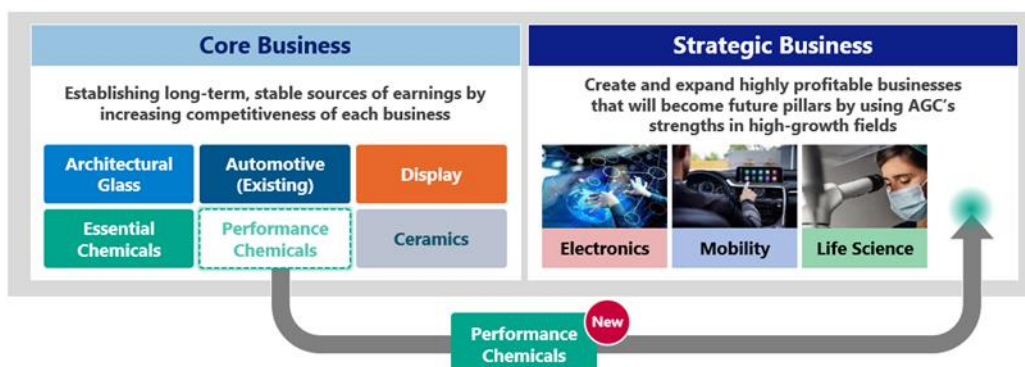 Core Business
Establishing long-term, stable sources of earnings by
increasing competitiveness of each business
Architectural
Glass
Automotive
(Existing)
Display
Essential
Chemicals
Performance
Chemicals
Ceramics
Strategic Business
Create and expand highly profitable businesses
that will become future pillars by using AGC’s
strengths in high-growth fields
Electronics
Mobility
Life Science
Performance
Chemicals
New